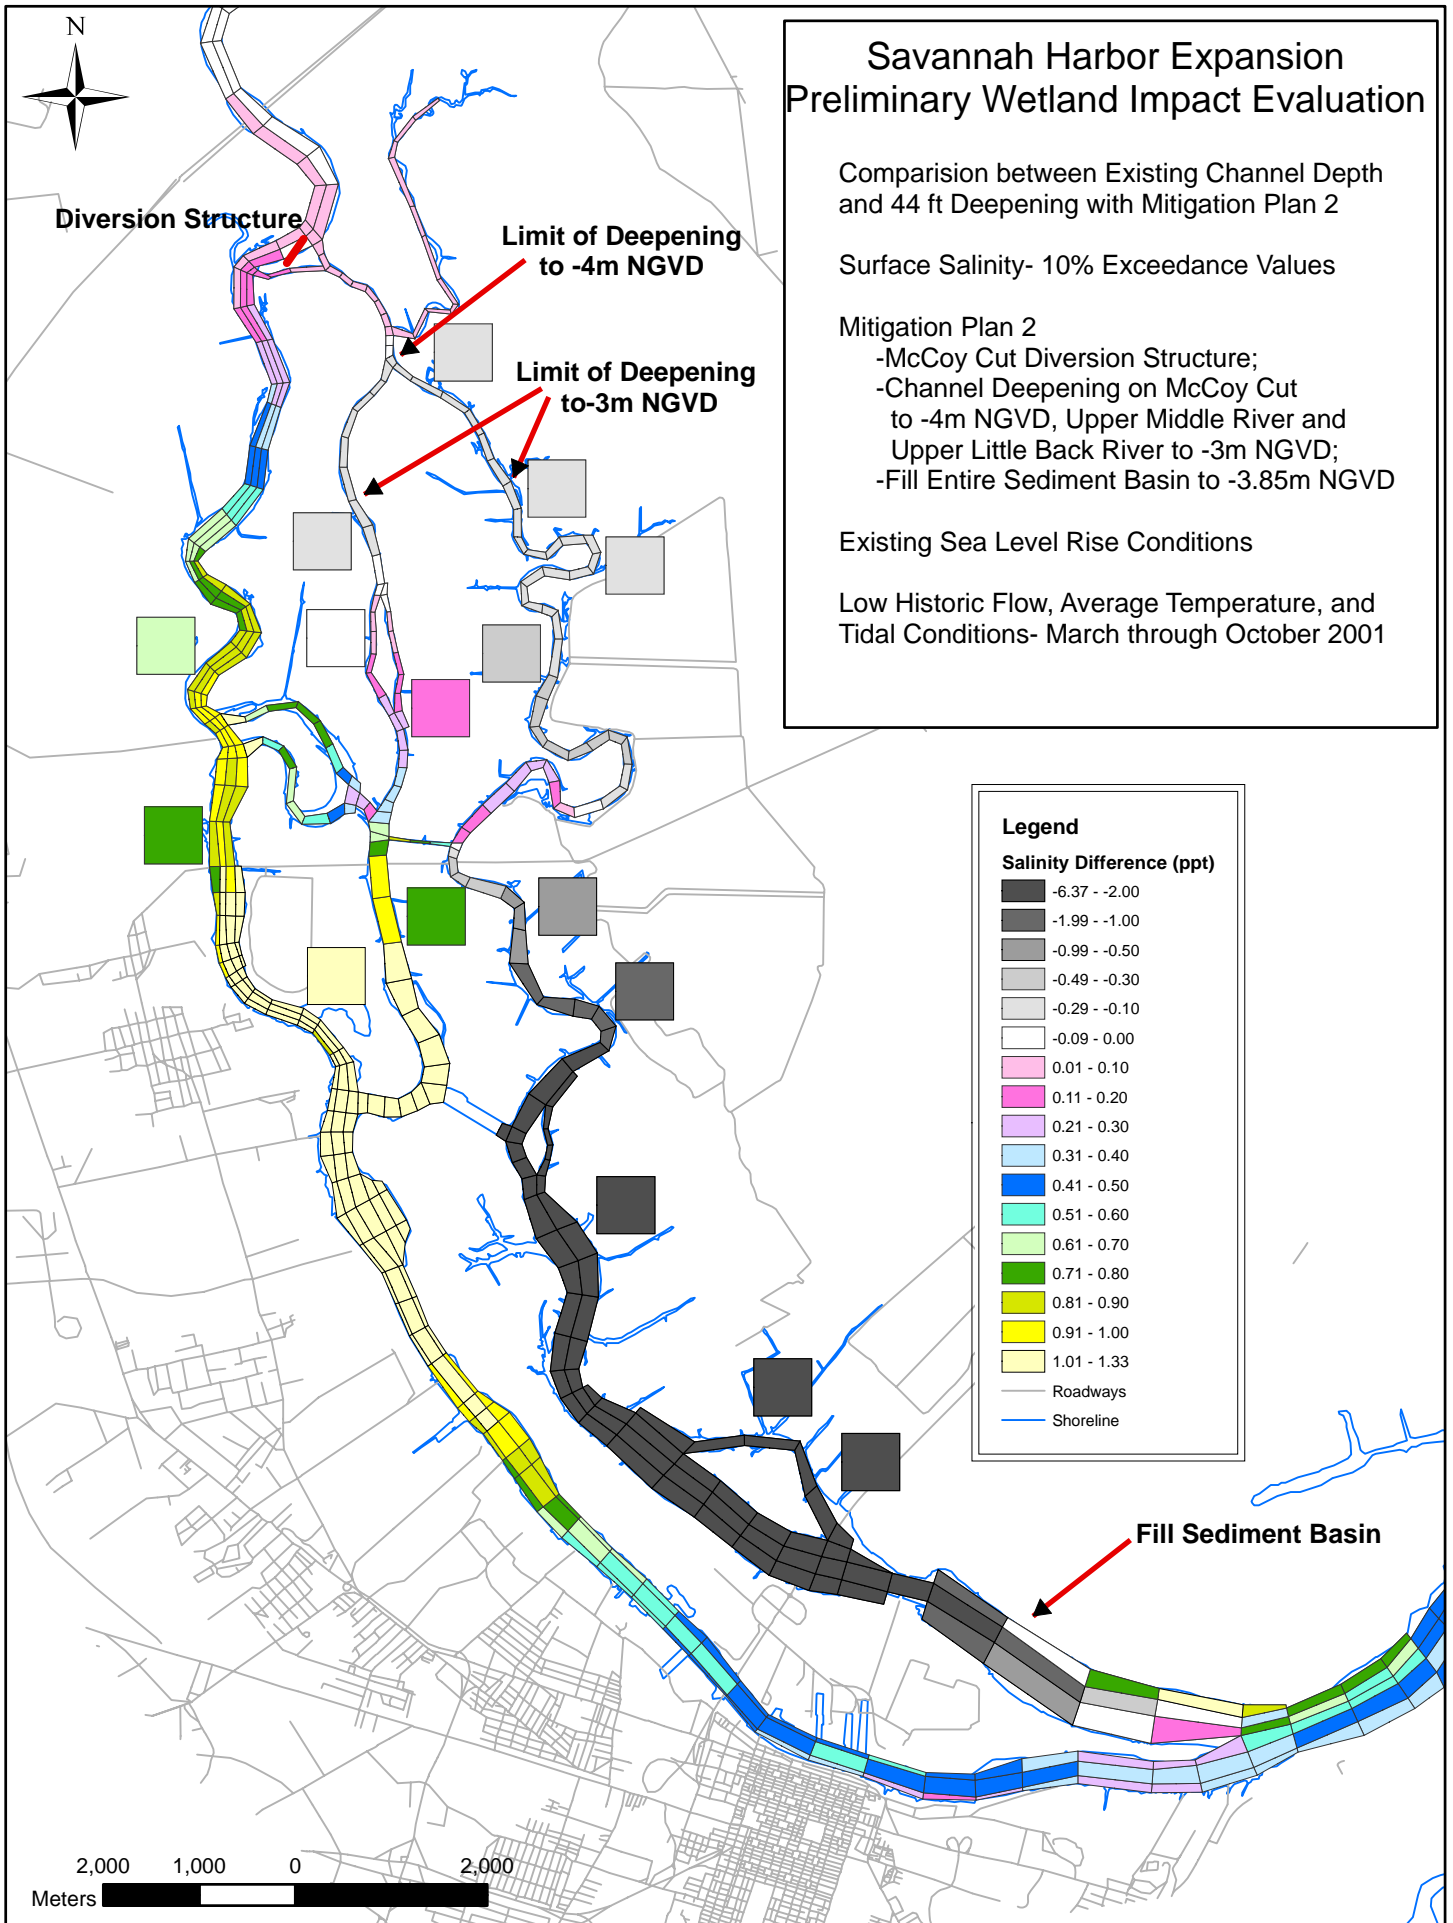 N
Savannah Harbor Expansion
Preliminary Wetland Impact Evaluation
Comparision between Existing Channel Depth
and 44 ft Deepening with Mitigation Plan 2
Surface Salinity- 10% Exceedance Values
Mitigation Plan 2
-McCoy Cut Diversion Structure;
-Channel Deepening on McCoy Cut
to -4m NGVD, Upper Middle River and
Upper Little Back River to -3m NGVD;
-Fill Entire Sediment Basin to -3.85m NGVD
Existing Sea Level Rise Conditions
Low Historic Flow, Average Temperature, and
Tidal Conditions- March through October 2001
Diversion Structure
Limit of Deepening
to -4m NGVD
Limit of Deepening
to-3m NGVD
Legend
Salinity Difference (ppt)
-6.37 - -2.00
-1.99 - -1.00
-0.99 - -0.50
-0.49 - -0.30
-0.29 - -0.10
-0.09 - 0.00
0.01 - 0.10
0.11 - 0.20
0.21 - 0.30
0.31 - 0.40
0.41 - 0.50
0.51 - 0.60
0.61 - 0.70
0.71 - 0.80
0.81 - 0.90
0.91 - 1.00
1.01 - 1.33
Roadways
Shoreline
Fill Sediment Basin
2,000 1,000 0 2,000
Meters